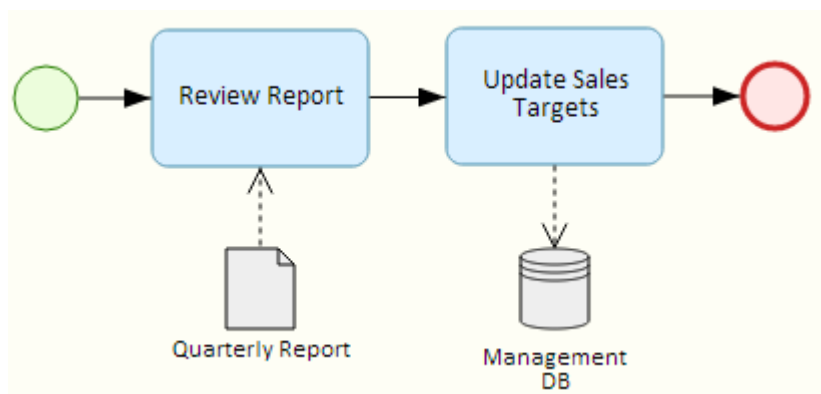 Review Report
Update Sales
Targets
Quarterly Report
Management
DB